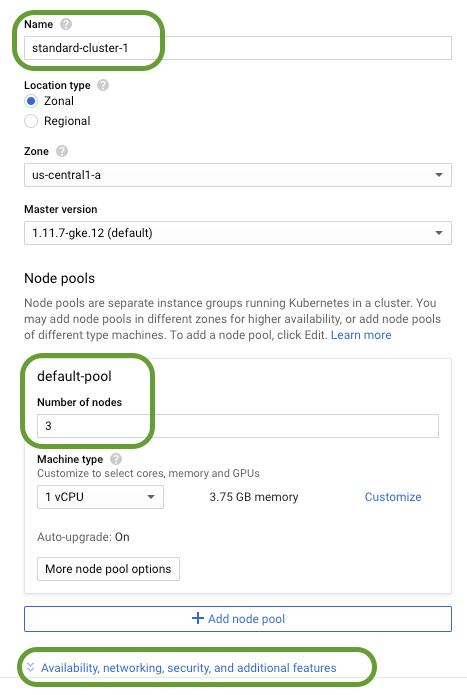 Name ?
standard-cluster-1
Location type ?
Zonal
Regional
Zone ?
us-central1-a
Master version
1.11.7-gke.12 (default)
Node pools
Node pools are separate instance groups running Kubernetes in a cluster. You
may add node pools in different zones for higher availability, or add node pools
of different type machines. To add a node pool, click Edit. Learn more
default-pool
Number of nodes
3
Machine type ?
Customize to select cores, memory and GPUs
1 vCPU 3.75 GB memory Customize
Auto-upgrade: On
More node pool options
+ Add node pool
Availability, networking, security, and additional features